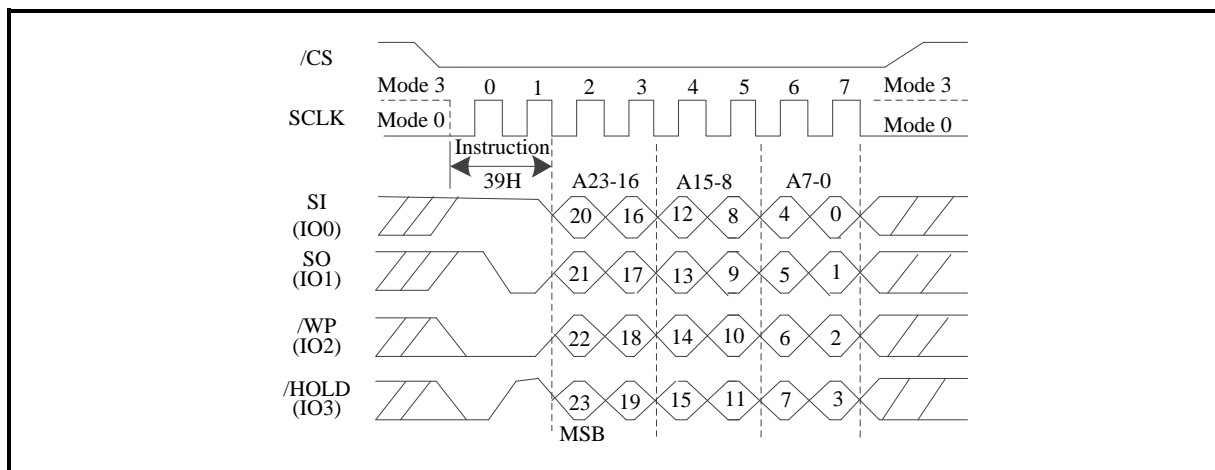 /CS
Mode 3 0 1 2 3 4 5 6 7 Mode 3
SCLK Mode 0 Mode 0
Instruction
39H A23-16 A15-8 A7-0
SI
(IO0)
20 16 12 8 4 0
SO
(IO1)
21 17 13 9 5 1
/WP
(IO2)
22 18 14 10 6 2
/HOLD
(IO3)
23 19 15 11 7 3
MSB